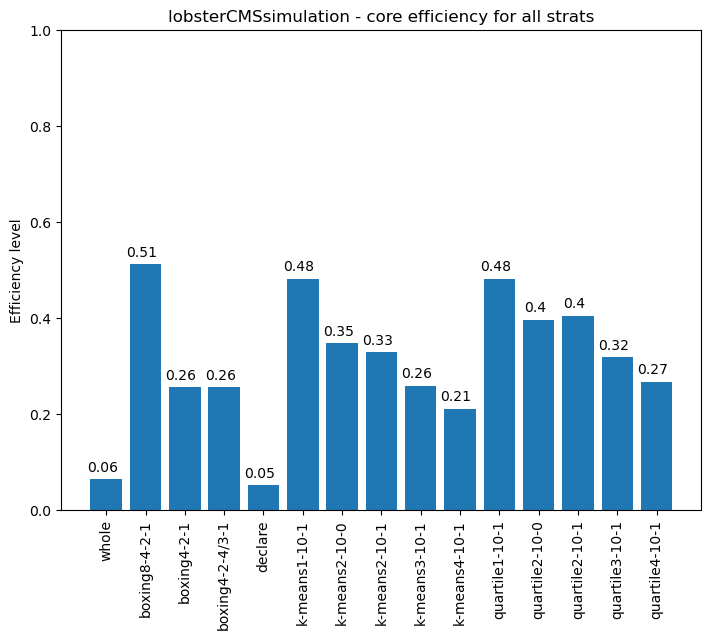 lobsterCMSsimulation - core efficiency for all strats
Efficiency level
1.0
0.8
0.6
0.4
0.2
0.0
0.06
0.51
0.26
0.26
0.05
0.48
0.35
0.33
0.26
0.21
0.48
0.4
0.4
0.32
0.27
whole
boxing8-4-2-1
boxing4-2-1
boxing4-2-4/3-1
declare
k-means1-10-1
k-means2-10-0
k-means2-10-1
k-means3-10-1
k-means4-10-1
quartile1-10-1
quartile2-10-0
quartile2-10-1
quartile3-10-1
quartile4-10-1